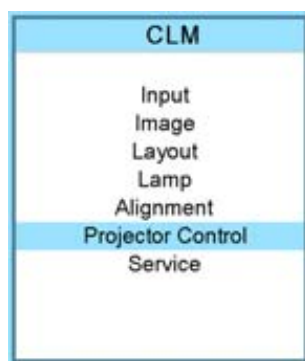 CLM
Input
Image
Layout
Lamp
Alignment
Projector Control
Service